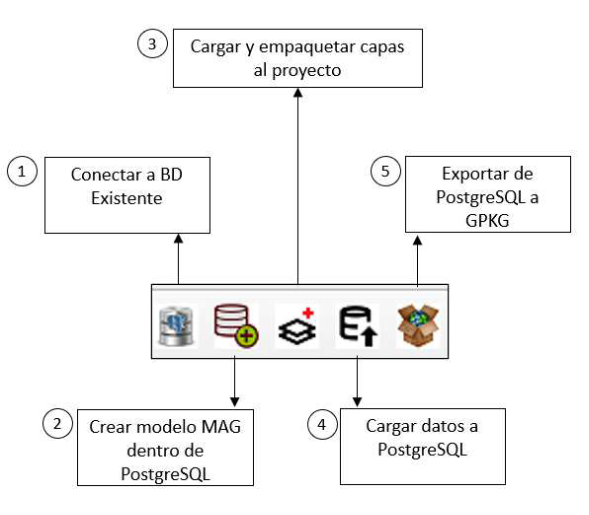 3
Cargar y empaquetar capas
al proyecto
1
Conectar a BD
Existente
5
Exportar de
PostgreSQL a
GPKG
2
Crear modelo MAG
dentro de
PostgreSQL
4
Cargar datos a
PostgreSQL